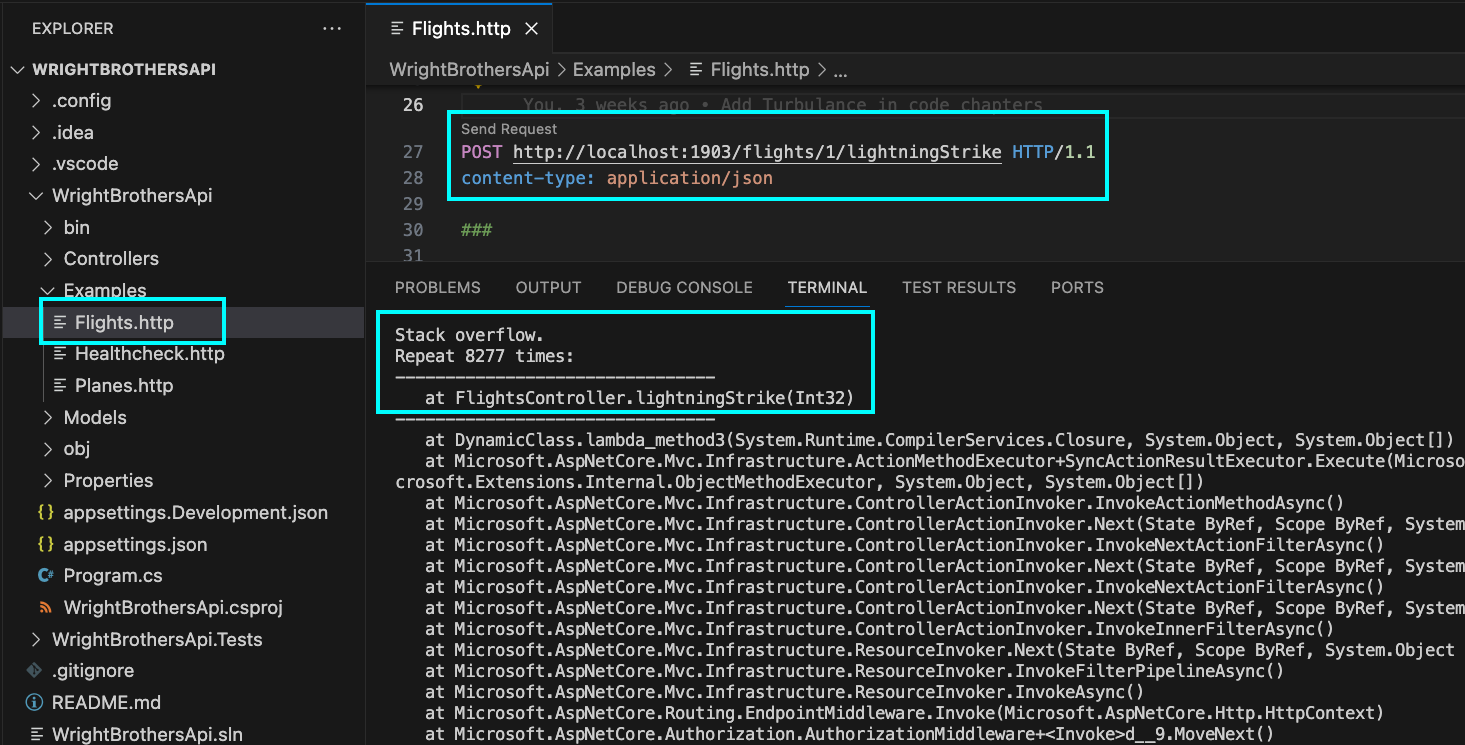 EXPLORER
...
WRIGHTBROTHERSAPI
.config
.idea
.vscode
WrightBrothersApi
bin
Controllers
Examples
Flights.http
Healthcheck.http
Planes.http
Models
obj
Properties
{} appsettings.Development.json
{} appsettings.json
C# Program.cs
WrightBrothersApi.csproj
WrightBrothersApi.Tests
.gitignore
README.md
WrightBrothersApi.sln
Flights.http
WrightBrothersApi > Examples > Flights.http > ...
26 You, 3 weeks ago • Add Turbulance in code chapters
Send Request
27 POST http://localhost:1903/flights/1/lightningStrike HTTP/1.1
28 content-type: application/json
29
30 ###
31
PROBLEMS OUTPUT DEBUG CONSOLE TERMINAL TEST RESULTS PORTS
Stack overflow.
Repeat 8277 times:
--------------------------------
at FlightsController.lightningStrike(Int32)
--------------------------------
at DynamicClass.lambda_method3(System.Runtime.CompilerServices.Closure, System.Object, System.Object[])
at Microsoft.AspNetCore.Mvc.Infrastructure.ActionMethodExecutor+SyncActionResultExecutor.Execute(Microso
crosoft.Extensions.Internal.ObjectMethodExecutor, System.Object, System.Object[])
at Microsoft.AspNetCore.Mvc.Infrastructure.ControllerActionInvoker.InvokeActionMethodAsync()
at Microsoft.AspNetCore.Mvc.Infrastructure.ControllerActionInvoker.Next(State ByRef, Scope ByRef, System
at Microsoft.AspNetCore.Mvc.Infrastructure.ControllerActionInvoker.InvokeNextActionFilterAsync()
at Microsoft.AspNetCore.Mvc.Infrastructure.ControllerActionInvoker.Next(State ByRef, Scope ByRef, System
at Microsoft.AspNetCore.Mvc.Infrastructure.ControllerActionInvoker.InvokeNextActionFilterAsync()
at Microsoft.AspNetCore.Mvc.Infrastructure.ControllerActionInvoker.Next(State ByRef, Scope ByRef, System
at Microsoft.AspNetCore.Mvc.Infrastructure.ControllerActionInvoker.InvokeInnerFilterAsync()
at Microsoft.AspNetCore.Mvc.Infrastructure.ResourceInvoker.Next(State ByRef, Scope ByRef, System.Object
at Microsoft.AspNetCore.Mvc.Infrastructure.ResourceInvoker.InvokeFilterPipelineAsync()
at Microsoft.AspNetCore.Mvc.Infrastructure.ResourceInvoker.InvokeAsync()
at Microsoft.AspNetCore.Routing.EndpointMiddleware.Invoke(Microsoft.AspNetCore.Http.HttpContext)
at Microsoft.AspNetCore.Authorization.AuthorizationMiddleware+<Invoke>d__9.MoveNext()